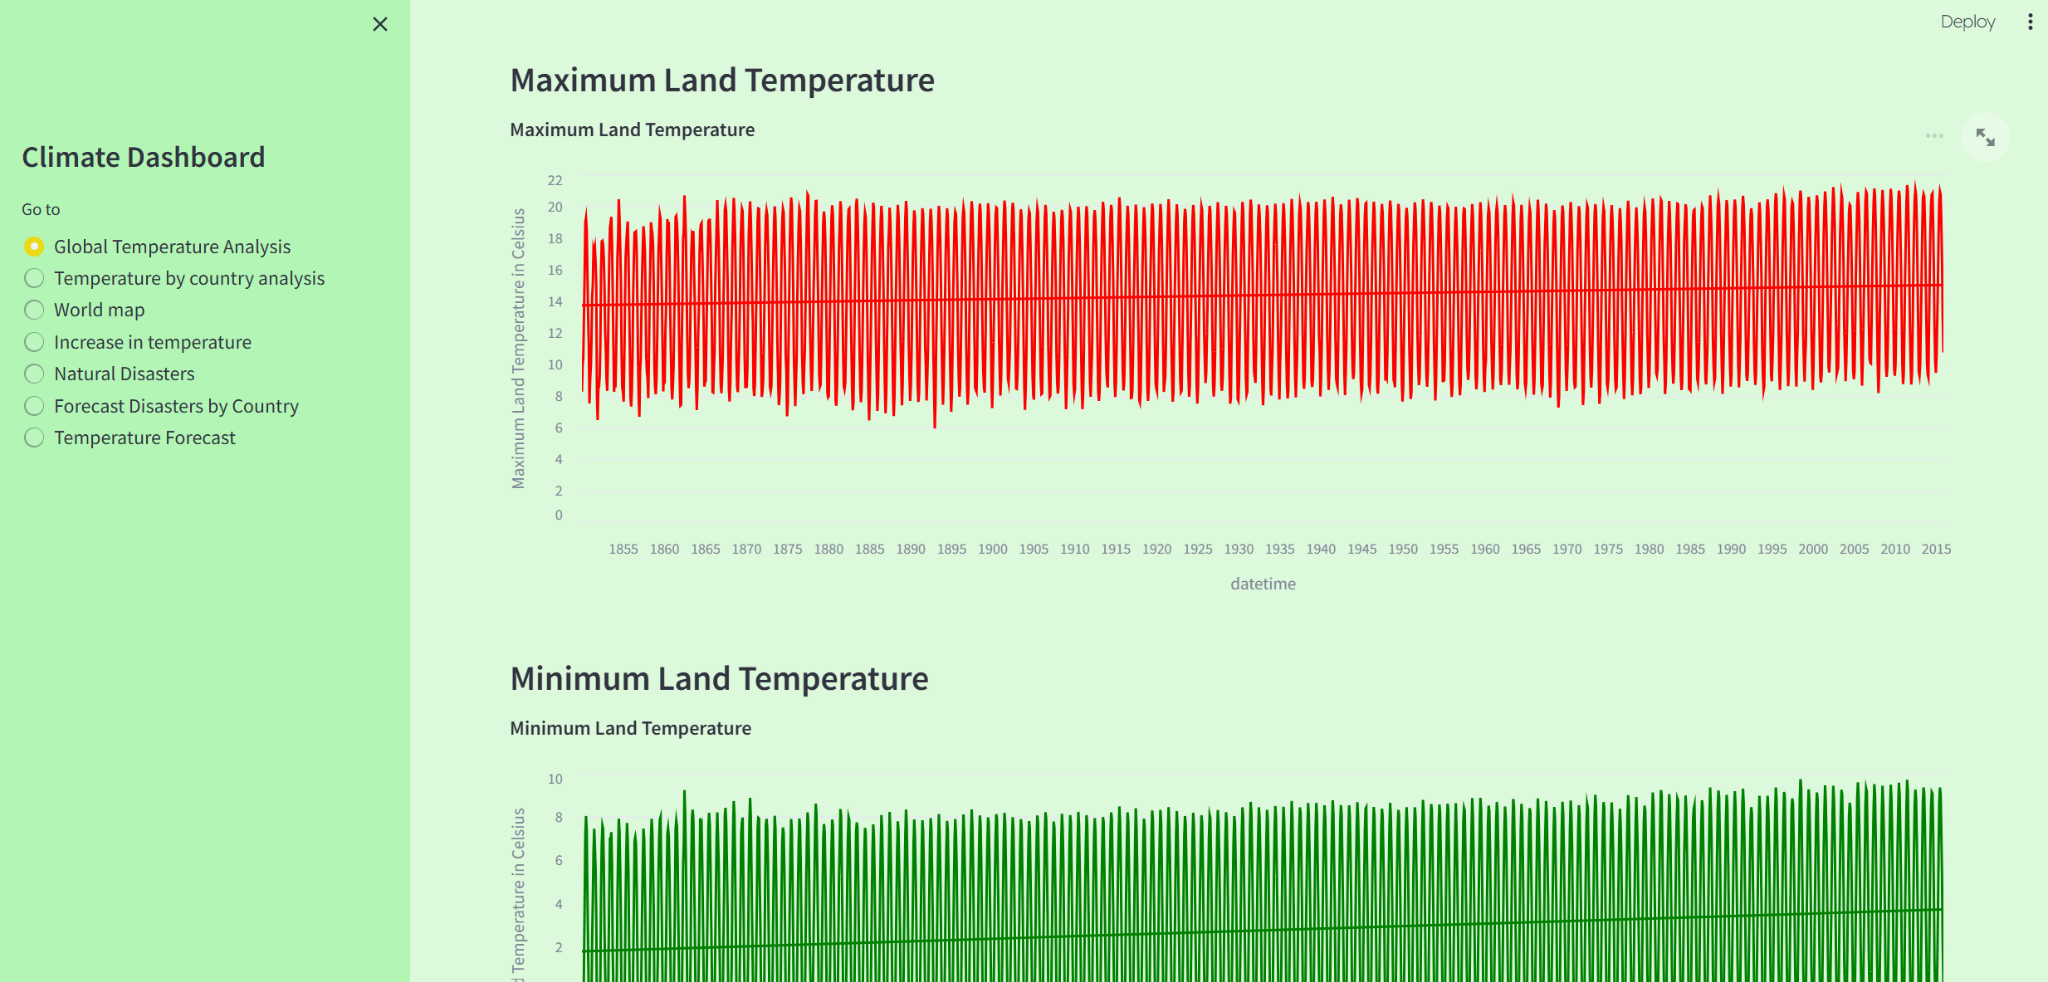 Deploy
Climate Dashboard
Go to
Global Temperature Analysis
Temperature by country analysis
World map
Increase in temperature
Natural Disasters
Forecast Disasters by Country
Temperature Forecast
Maximum Land Temperature
Maximum Land Temperature
Maximum Land Temperature in Celsius
22
20
18
16
14
12
10
8
6
4
2
0
1855 1860 1865 1870 1875 1880 1885 1890 1895 1900 1905 1910 1915 1920 1925 1930 1935 1940 1945 1950 1955 1960 1965 1970 1975 1980 1985 1990 1995 2000 2005 2010 2015
datetime
Minimum Land Temperature
Minimum Land Temperature
Temperature in Celsius
10
8
6
4
2